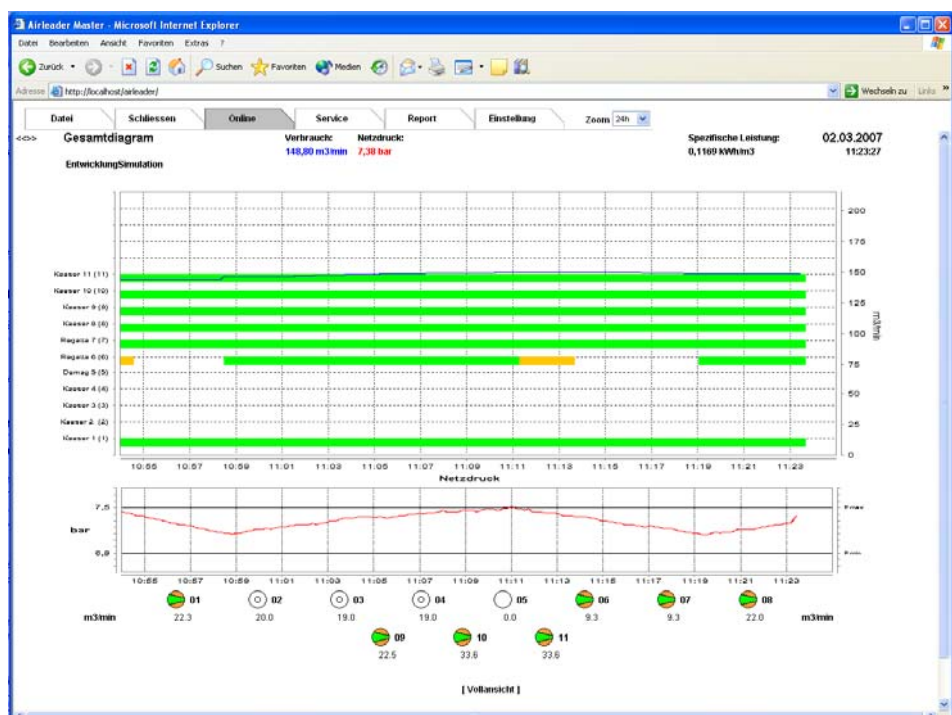 Airleader Master - Microsoft Internet Explorer
Datei Bearbeiten Ansicht Favoriten Extras ?
Zurück Suchen Favoriten Medien
Adresse http://localhost/airleader/ Wechseln zu Links »
Datei Schliessen Online Service Report Einstellung Zoom 24h
<<>> Gesamtdiagram Verbrauch: Netzdruck: Spezifische Leistung: 02.03.2007
148,80 m3/min 7,38 bar 0,1169 kWh/m3 11:23:27
EntwicklungSimulation
200
175
Kaeser 11 (11) 150
Kaeser 10 (10)
Kaeser 9 (9) 125
Kaeser 8 (8) m3/min
Regatta 7 (7) 100
Regatta 6 (6) 75
Demag 5 (5)
Kaeser 4 (4) 50
Kaeser 3 (3)
Kaeser 2 (2) 25
Kaeser 1 (1)
0
10:55 10:57 10:59 11:01 11:03 11:05 11:07 11:09 11:11 11:13 11:15 11:17 11:19 11:21 11:23
Netzdruck
7,5 Pmax
bar
6,9 Pmin
10:55 10:57 10:59 11:01 11:03 11:05 11:07 11:09 11:11 11:13 11:15 11:17 11:19 11:21 11:23
01 02 03 04 05 06 07 08
m3/min 22.3 20.0 19.0 19.0 0.0 9.3 9.3 22.0 m3/min
09 10 11
22.5 33.6 33.6
[ Vollansicht ]